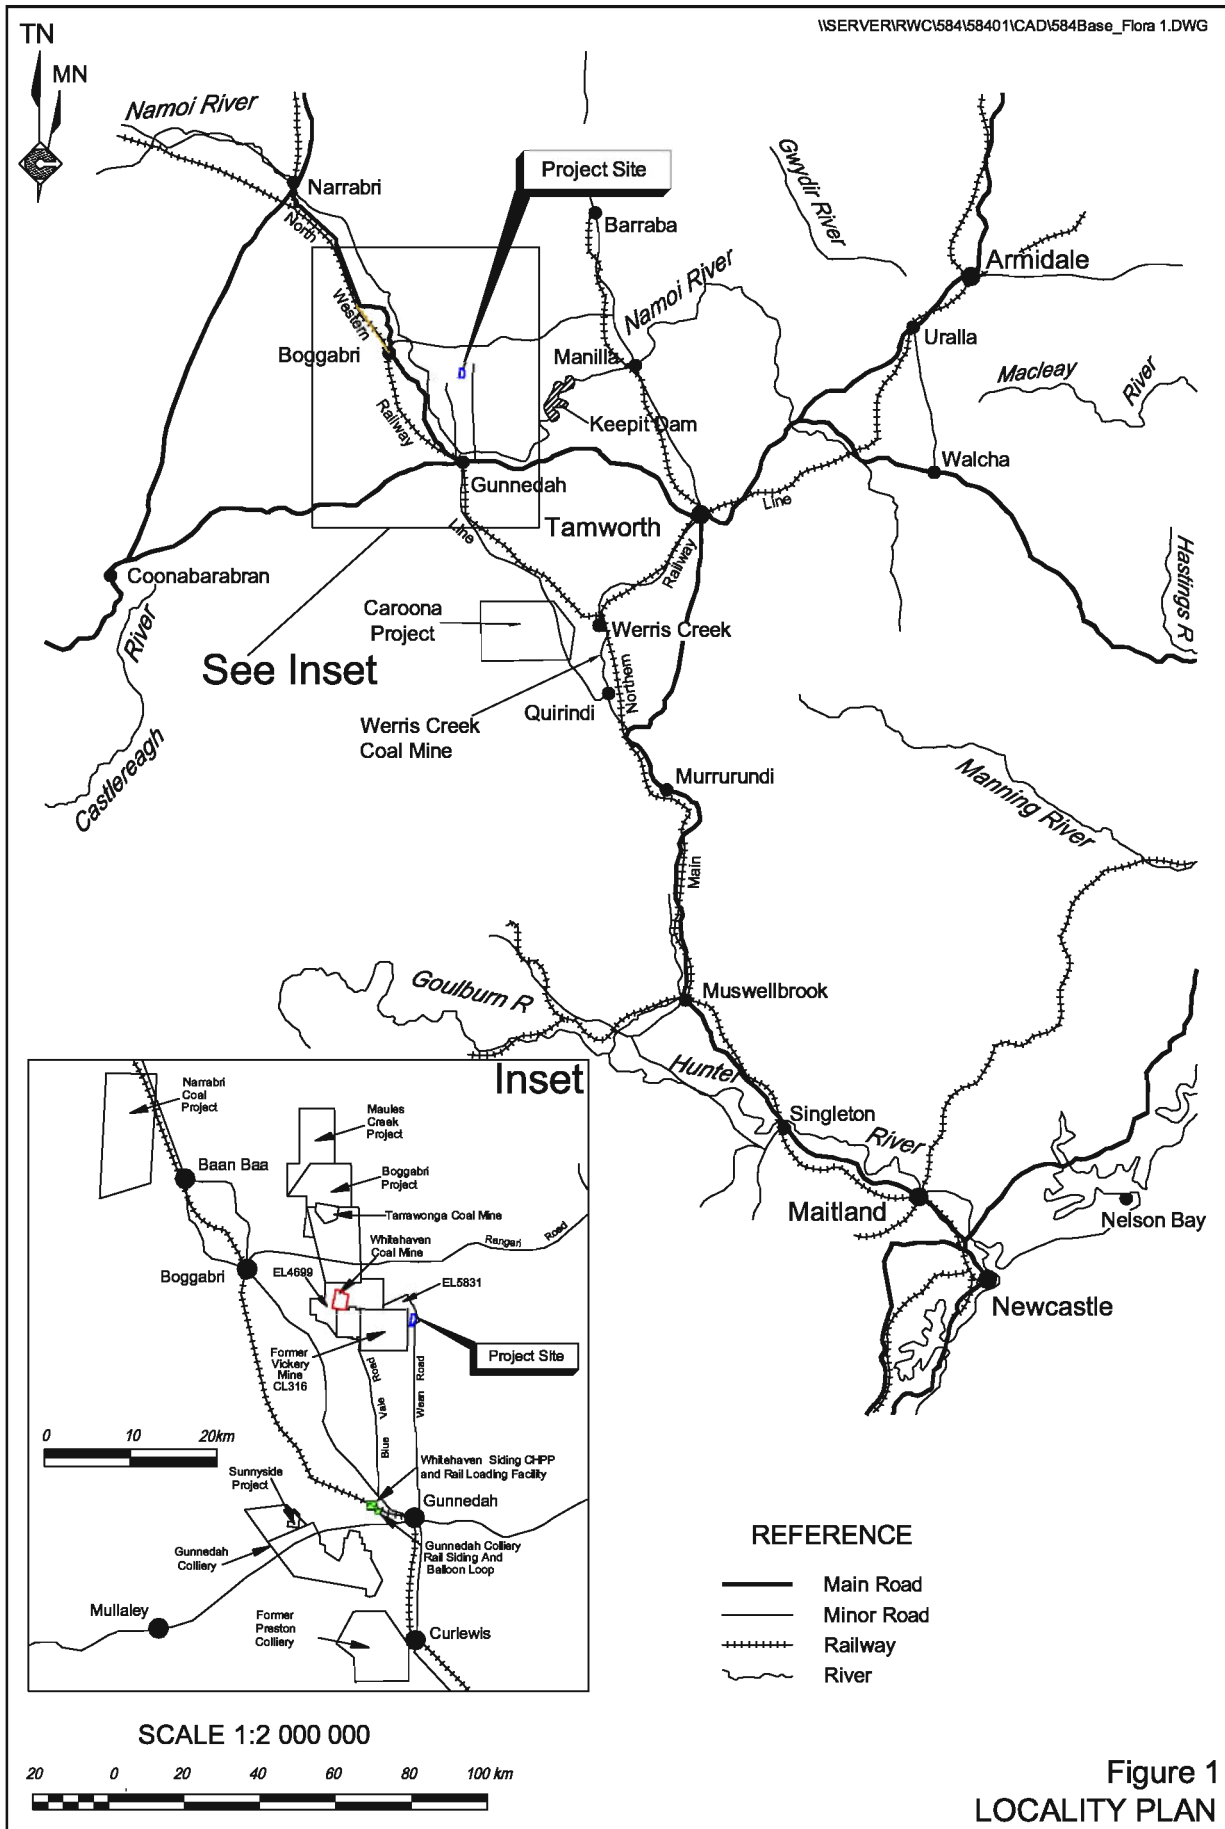 \\SERVER\RWC\584\58401\CAD\584Base_Flora 1.DWG
TN
MN
Namoi River
Narrabri
North
Western
Railway
Line
Project Site
Barraba
Gwydir River
Armidale
Namoi River
Uralla
Boggabri
Manilla
Macleay
River
Keepit Dam
Walcha
Gunnedah
Line
Tamworth
Railway
Hastings R
Coonabarabran
River
Castlereagh
Caroona
Project
Werris Creek
See Inset
Northern
Quirindi
Werris Creek
Coal Mine
Murrurundi
Manning River
Main
Goulburn R
Muswellbrook
Hunter
Singleton
River
Maitland
Nelson Bay
Newcastle
Inset
Narrabri
Coal
Project
Maules
Creek
Project
Baan Baa
Boggabri
Project
Tarrawonga Coal Mine
Whitehaven
Coal Mine
Rangari
Road
Boggabri
EL4699
EL5831
Project Site
Former
Vickery
Mine
CL316
Blue Vale Road
Wean Road
0 10 20km
Sunnyside
Project
Whitehaven Siding CHPP
and Rail Loading Facility
Gunnedah
Gunnedah
Colliery
Gunnedah Colliery
Rail Siding And
Balloon Loop
Mullaley
Former
Preston
Colliery
Curlewis
REFERENCE
Main Road
Minor Road
Railway
River
SCALE 1:2 000 000
20 0 20 40 60 80 100 km
Figure 1
LOCALITY PLAN